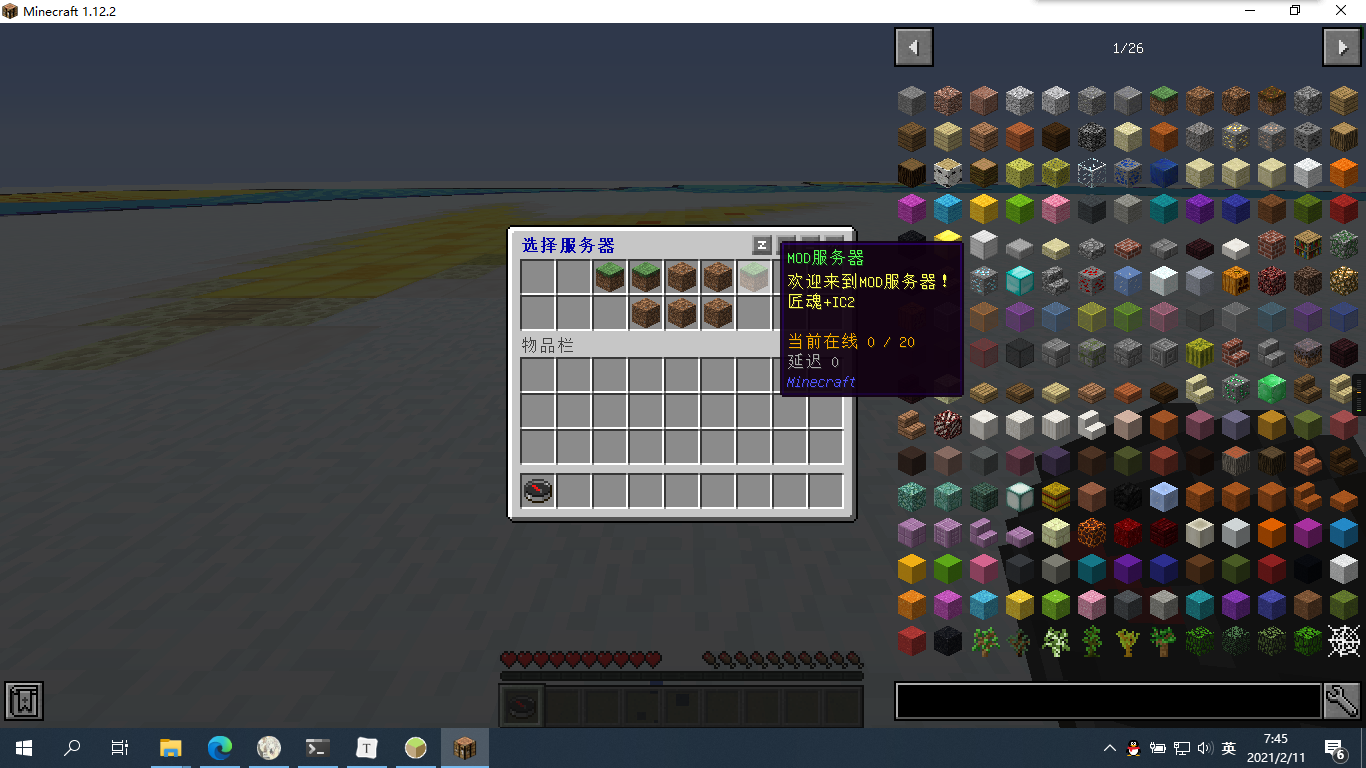 Minecraft 1.12.2
1/26
选择服务器
Z
MOD服务器
欢迎来到MOD服务器!
匠魂+IC2
当前在线 0 / 20
延迟 0
Minecraft
物品栏
T
英
7:45
2021/2/11
6